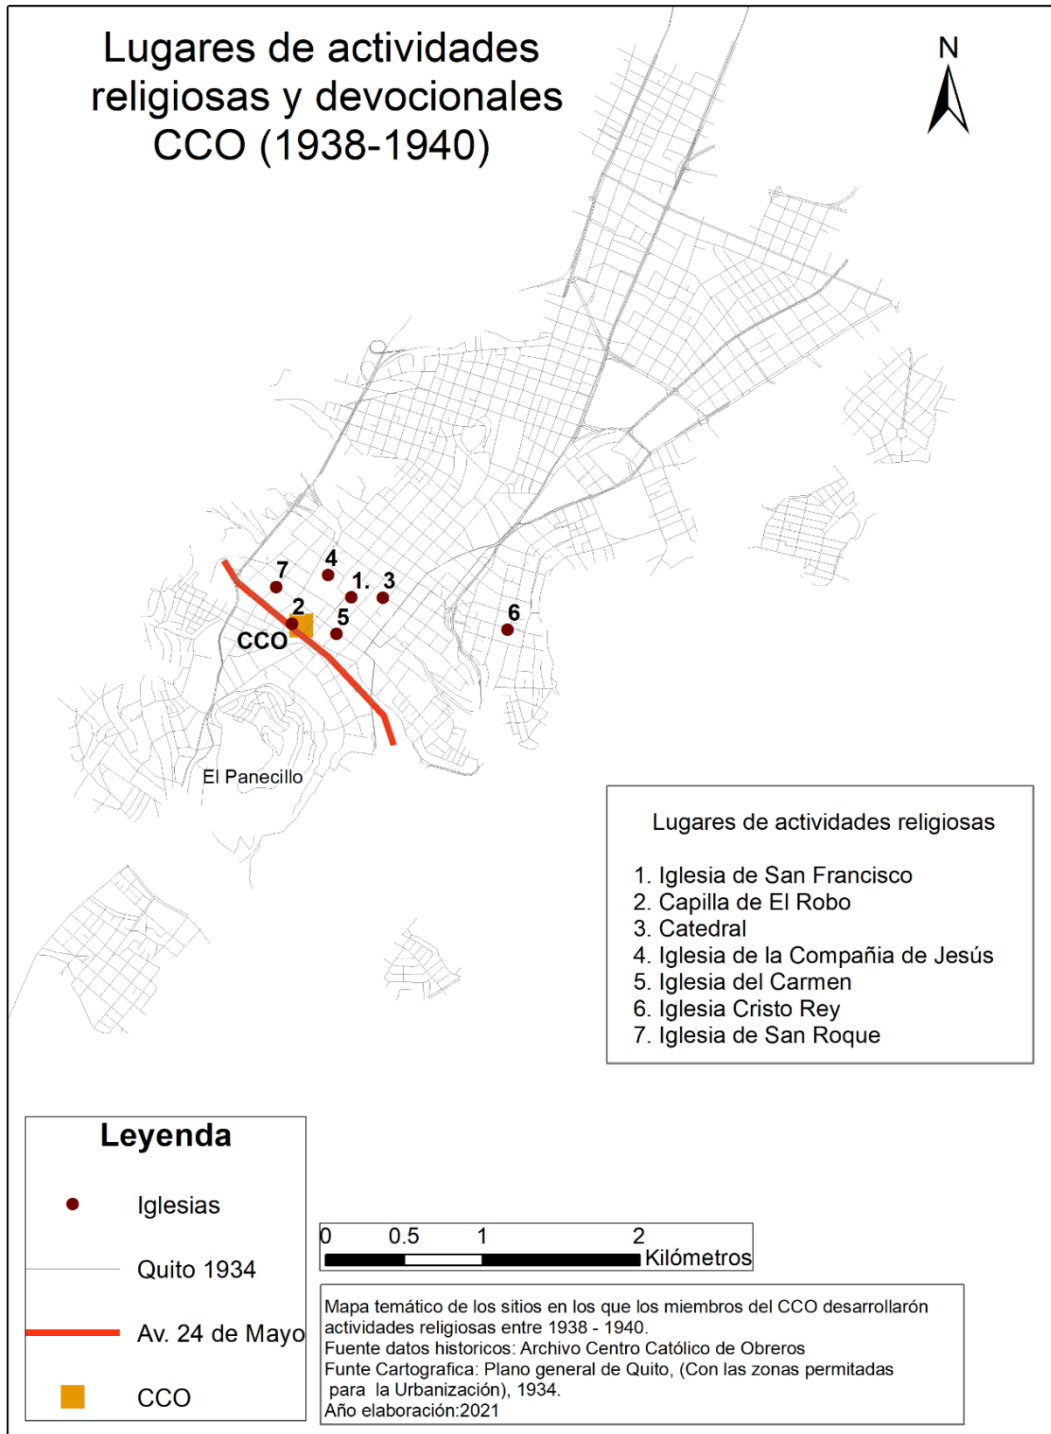 Lugares de actividades
religiosas y devocionales
CCO (1938-1940)
N
4
7
1.
3
2
5
6
CCO
El Panecillo
Lugares de actividades religiosas
1. Iglesia de San Francisco
2. Capilla de El Robo
3. Catedral
4. Iglesia de la Compañia de Jesús
5. Iglesia del Carmen
6. Iglesia Cristo Rey
7. Iglesia de San Roque
Leyenda
Iglesias
Quito 1934
Av. 24 de Mayo
CCO
0 0.5 1 2
Kilómetros
Mapa temático de los sitios en los que los miembros del CCO desarrollarón
actividades religiosas entre 1938 - 1940.
Fuente datos historicos: Archivo Centro Católico de Obreros
Funte Cartografica: Plano general de Quito, (Con las zonas permitadas
para la Urbanización), 1934.
Año elaboración:2021